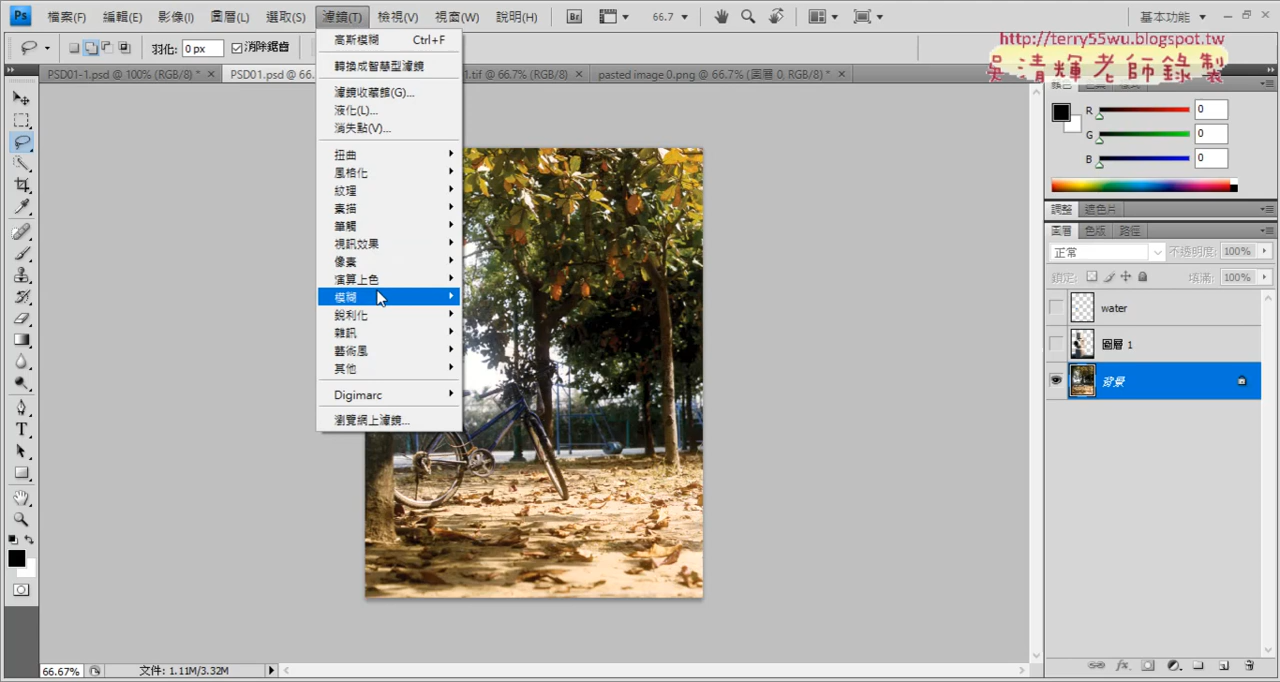 Ps 檔案(F) 編輯(E) 影像(I) 圖層(L) 選取(S) 濾鏡(T) 檢視(V) 視窗(W) 說明(H) Br 66.7 基本功能
羽化: 0 px 消除鋸齒
http://terry55wu.blogspot.tw
吳清輝老師錄製
PSD01-1.psd @ 100% (RGB/8) * PSD01.psd @ 66. 1.tif @ 66.7% (RGB/8) pasted image 0.png @ 66.7% (圖層 0, RGB/8) *
高斯模糊 Ctrl+F
轉換成智慧型濾鏡
濾鏡收藏館(G)...
液化(L)...
消失點(V)...
扭曲
風格化
紋理
素描
筆觸
視訊效果
像素
演算上色
模糊
銳利化
雜訊
藝術風
其他
Digimarc
瀏覽網上濾鏡...
R 0
G 0
B 0
調整 遮色片
圖層 色版 路徑
正常 不透明度: 100%
鎖定: 填滿: 100%
water
圖層 1
背景
66.67% 文件: 1.11M/3.32M